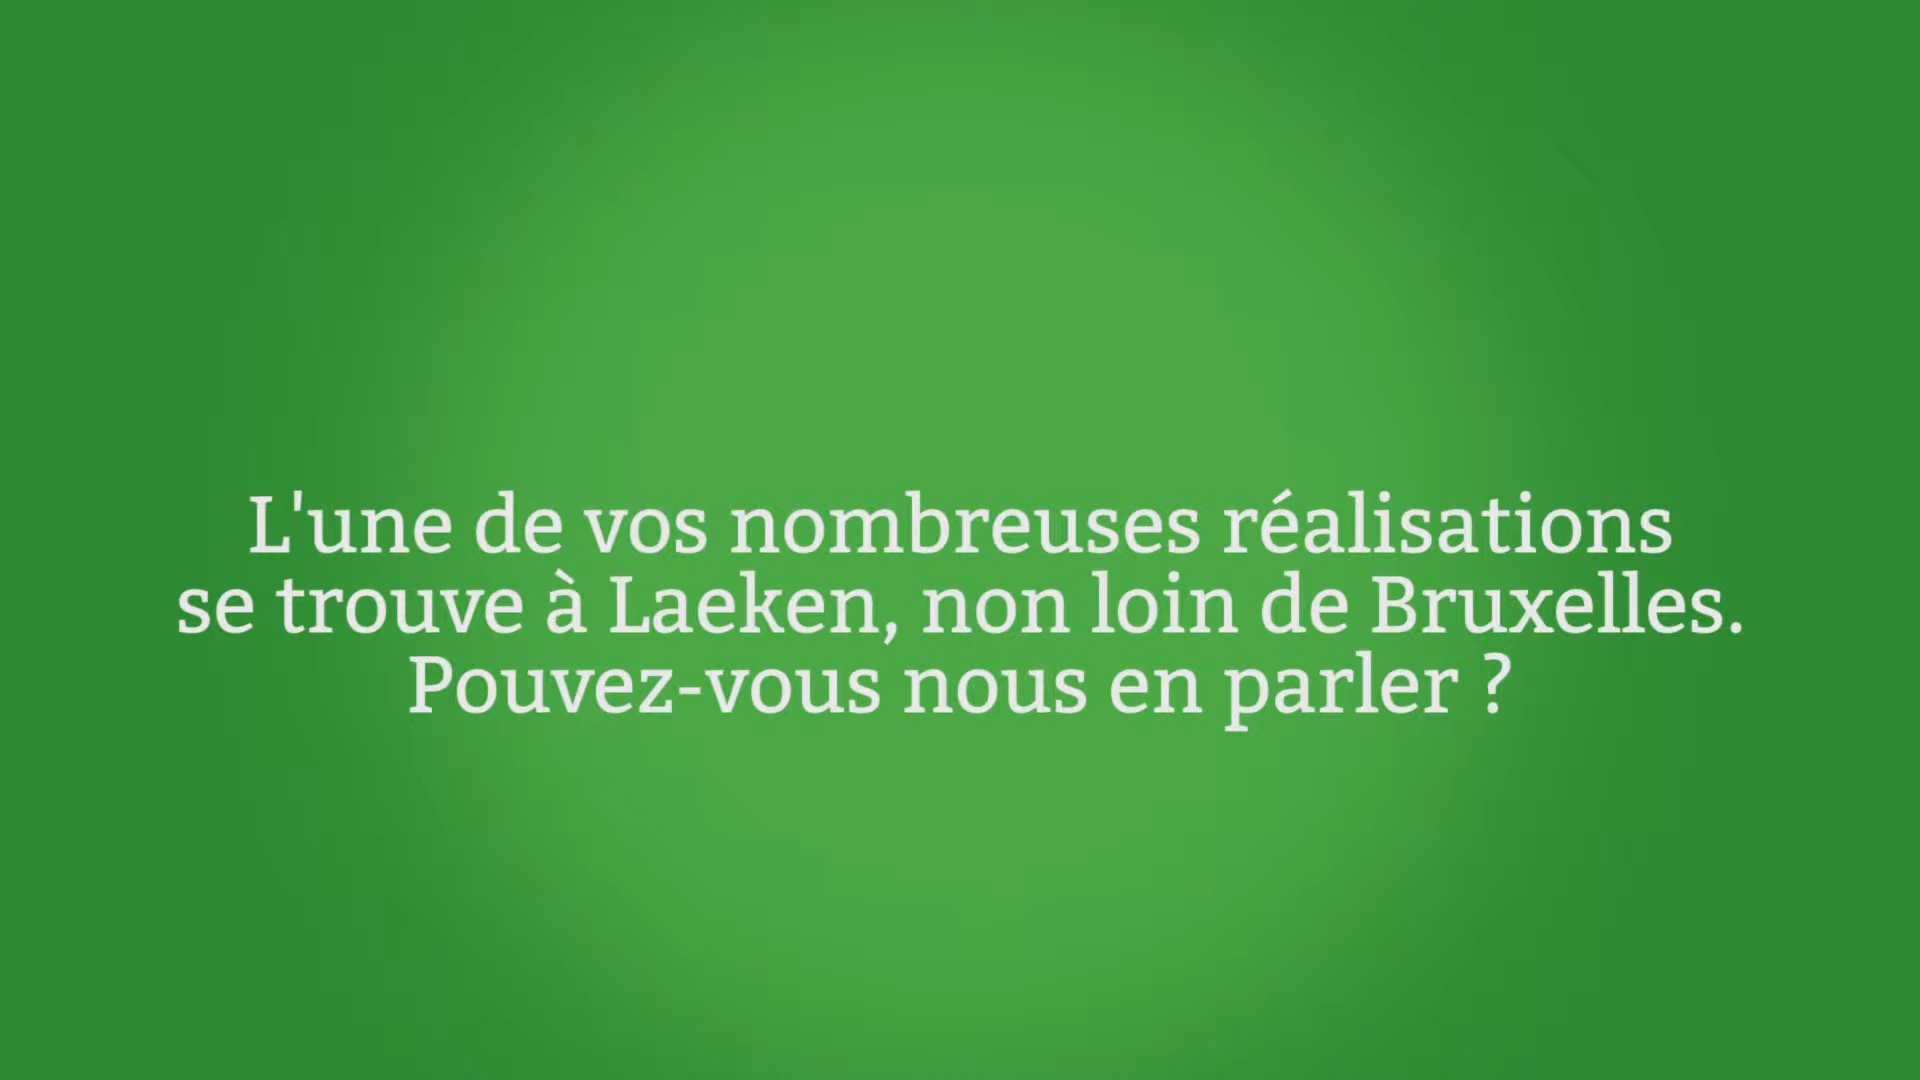 L'une de vos nombreuses réalisations
se trouve à Laeken, non loin de Bruxelles.
Pouvez-vous nous en parler ?